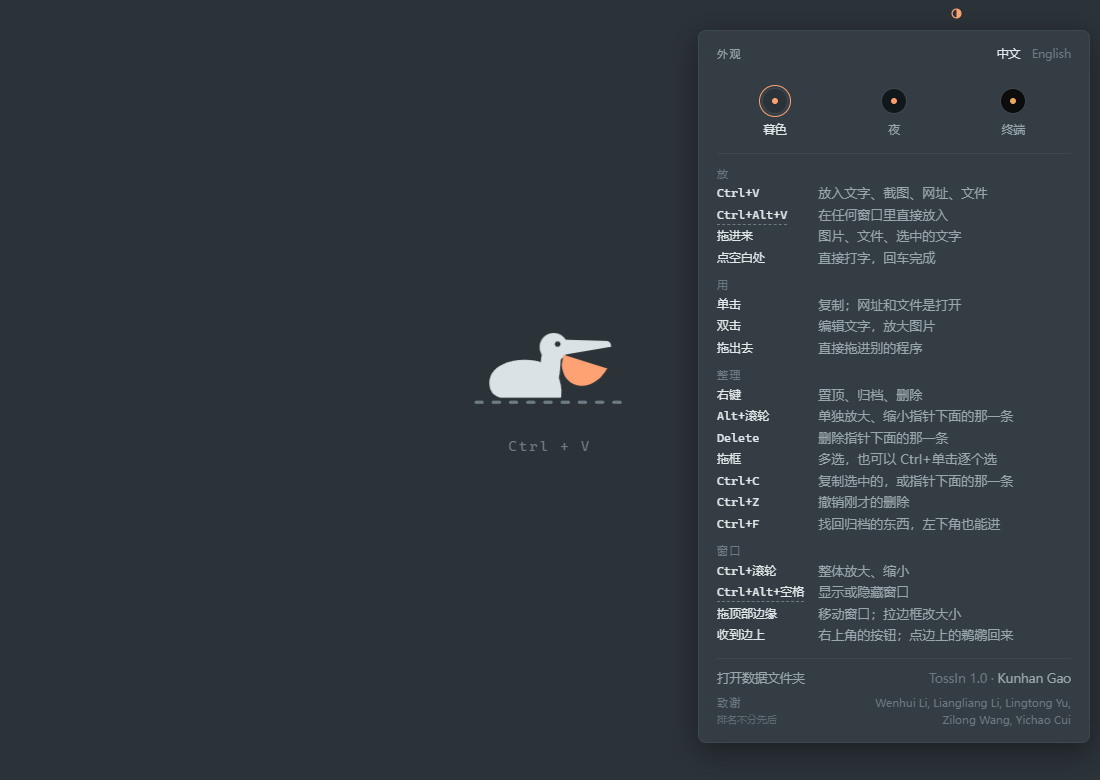 外观 中文 English
暮色 夜 终端
放
Ctrl+V 放入文字、截图、网址、文件
Ctrl+Alt+V 在任何窗口里直接放入
拖进来 图片、文件、选中的文字
点空白处 直接打字，回车完成
用
单击 复制；网址和文件是打开
双击 编辑文字，放大图片
拖出去 直接拖进别的程序
整理
右键 置顶、归档、删除
Alt+滚轮 单独放大、缩小指针下面的那一条
Delete 删除指针下面的那一条
拖框 多选，也可以 Ctrl+单击逐个选
Ctrl+C 复制选中的，或指针下面的那一条
Ctrl+Z 撤销刚才的删除
Ctrl+F 找回归档的东西，左下角也能进
窗口
Ctrl+滚轮 整体放大、缩小
Ctrl+Alt+空格 显示或隐藏窗口
拖顶部边缘 移动窗口；拉边框改大小
收到边上 右上角的按钮；点边上的鹈鹕回来
打开数据文件夹 TossIn 1.0 · Kunhan Gao
致谢 Wenhui Li, Liangliang Li, Lingtong Yu,
排名不分先后 Zilong Wang, Yichao Cui
Ctrl + V